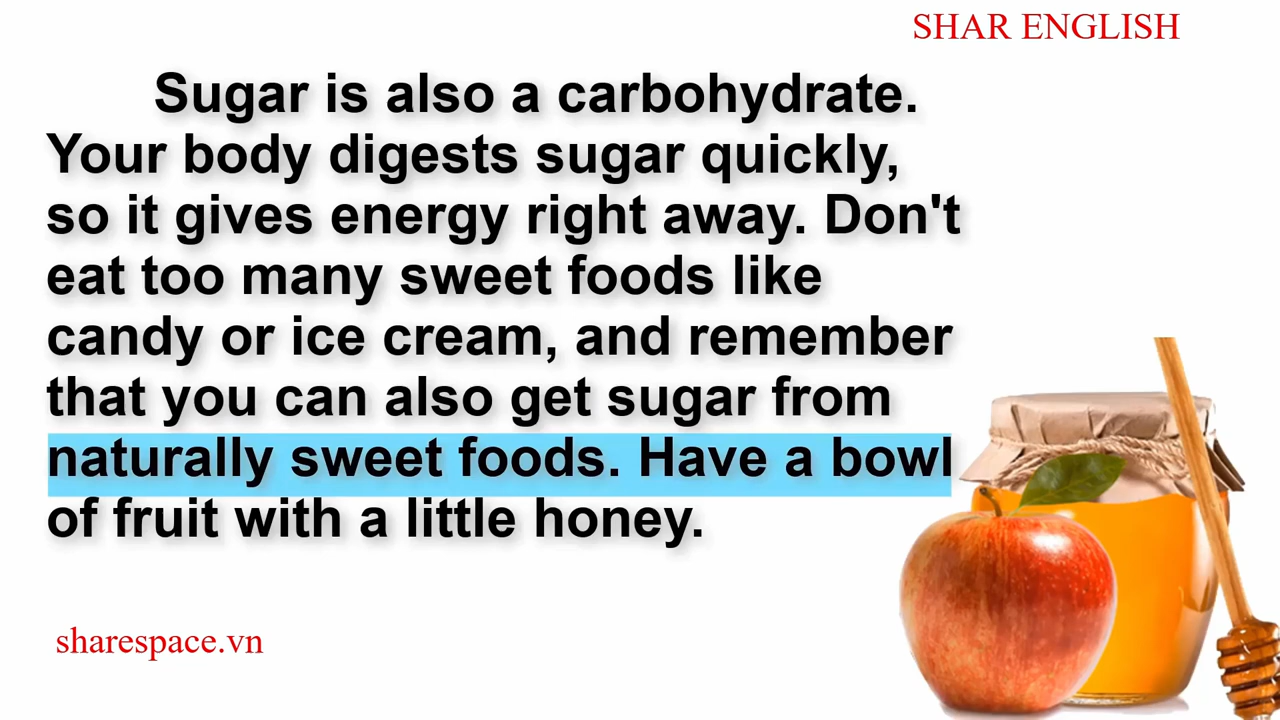 SHAR ENGLISH
Sugar is also a carbohydrate.
Your body digests sugar quickly,
so it gives energy right away. Don't
eat too many sweet foods like
candy or ice cream, and remember
that you can also get sugar from
naturally sweet foods. Have a bowl
of fruit with a little honey.
sharespace.vn